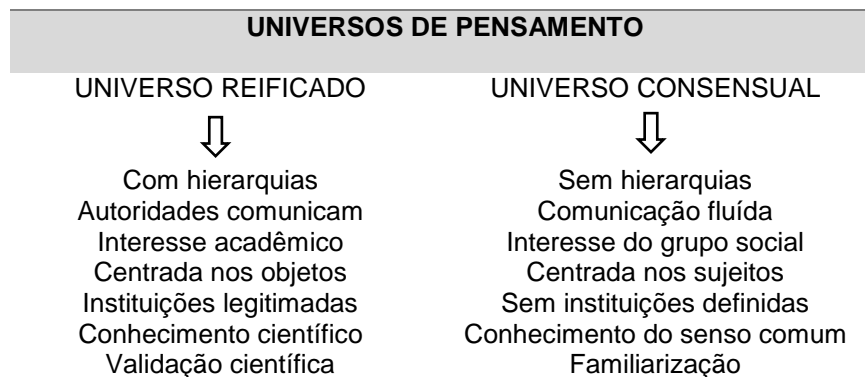 UNIVERSOS DE PENSAMENTO
UNIVERSO REIFICADO
Com hierarquias
Autoridades comunicam
Interesse acadêmico
Centrada nos objetos
Instituições legitimadas
Conhecimento científico
Validação científica
UNIVERSO CONSENSUAL
Sem hierarquias
Comunicação fluída
Interesse do grupo social
Centrada nos sujeitos
Sem instituições definidas
Conhecimento do senso comum
Familiarização